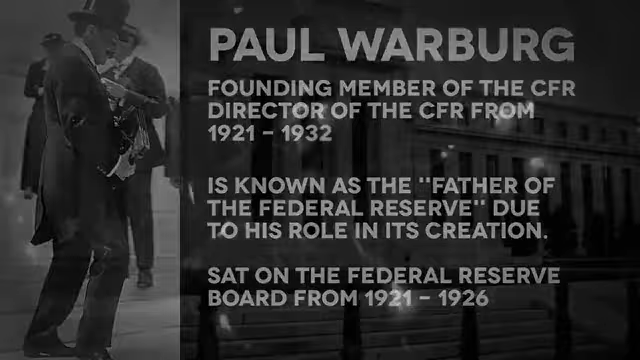 PAUL WARBURG
FOUNDING MEMBER OF THE CFR
DIRECTOR OF THE CFR FROM
1921 - 1932
IS KNOWN AS THE "FATHER OF
THE FEDERAL RESERVE" DUE
TO HIS ROLE IN ITS CREATION.
SAT ON THE FEDERAL RESERVE
BOARD FROM 1921 - 1926